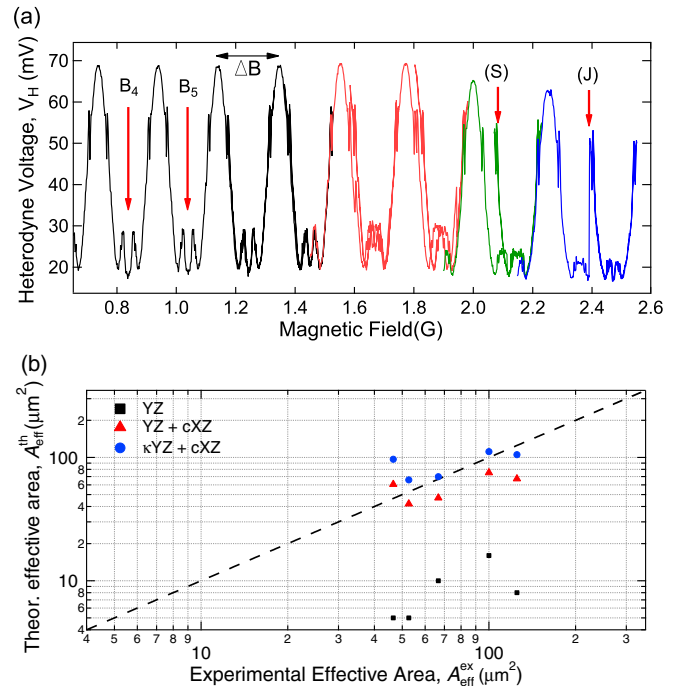 (a)
Heterodyne Voltage, V_H (mV)
70
60
50
40
30
20
B₄
B₅
ΔB
(S)
(J)
0.8 1.0 1.2 1.4 1.6 1.8 2.0 2.2 2.4 2.6
Magnetic Field(G)
(b)
Theor. effective area, A_eff^th (μm²)
2
100
8
6
4
2
10
8
6
4
YZ
YZ + cXZ
κYZ + cXZ
4 5 6 7 8 9 10 2 3 4 5 6 7 8 9 100 2 3
Experimental Effective Area, A_eff^ex (μm²)